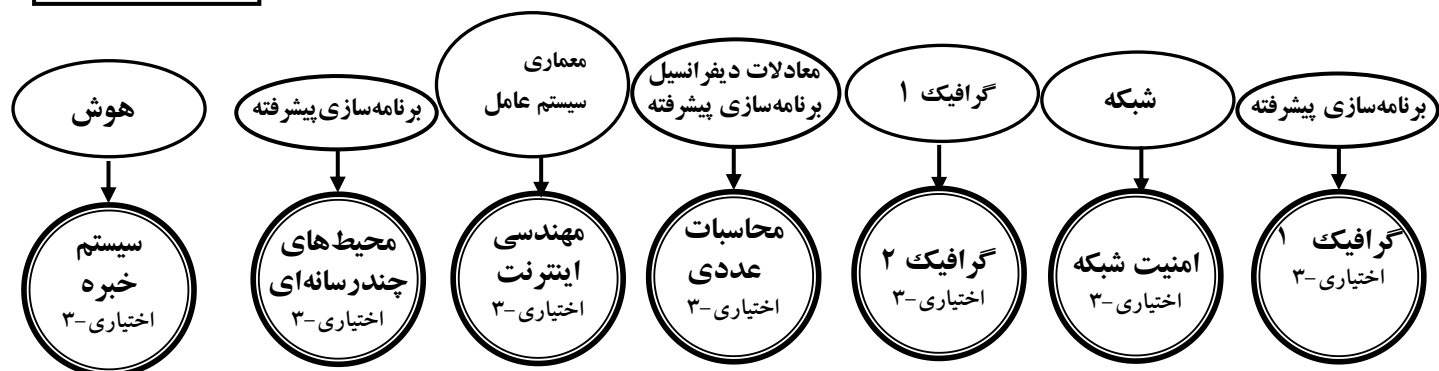 برنامه‌سازی پیشرفته
شبکه
گرافیک ۱
معادلات دیفرانسیل
برنامه‌سازی پیشرفته
معماری
سیستم عامل
برنامه‌سازی پیشرفته
هوش
گرافیک ۱
اختیاری-۳
امنیت شبکه
اختیاری-۳
گرافیک ۲
اختیاری-۳
محاسبات
عددی
اختیاری-۳
مهندسی
اینترنت
اختیاری-۳
محیط‌های
چندرسانه‌ای
اختیاری-۳
سیستم
خبره
اختیاری-۳